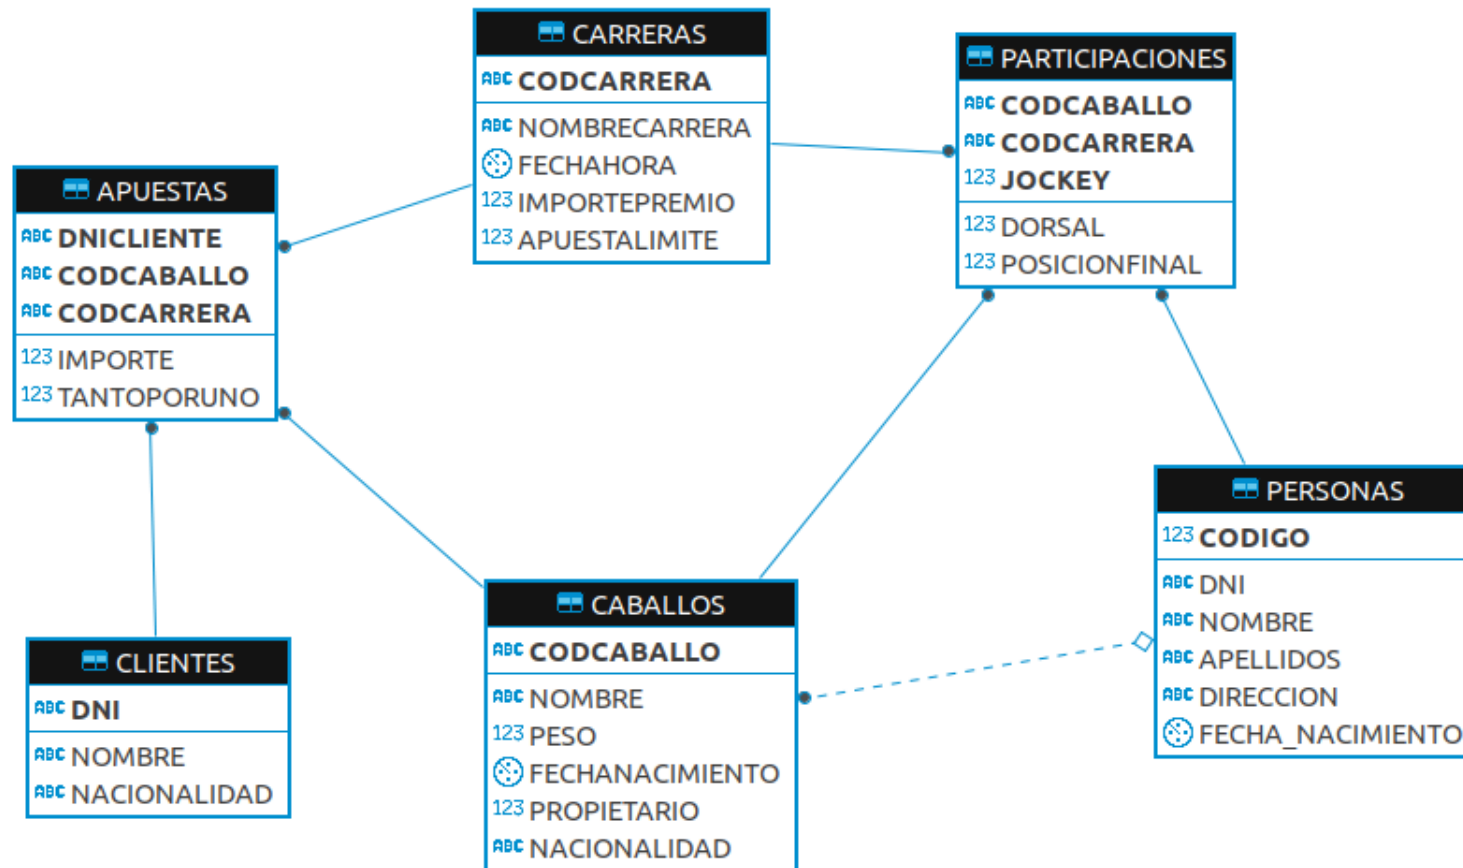 CARRERAS
ABC CODCARRERA
ABC NOMBRECARRERA
FECHAHORA
123 IMPORTEPREMIO
123 APUESTALIMITE
PARTICIPACIONES
ABC CODCABALLO
ABC CODCARRERA
123 JOCKEY
123 DORSAL
123 POSICIONFINAL
APUESTAS
ABC DNICLIENTE
ABC CODCABALLO
ABC CODCARRERA
123 IMPORTE
123 TANTOPORUNO
PERSONAS
123 CODIGO
ABC DNI
ABC NOMBRE
ABC APELLIDOS
ABC DIRECCION
FECHA_NACIMIENTO
CABALLOS
ABC CODCABALLO
ABC NOMBRE
123 PESO
FECHANACIMIENTO
123 PROPIETARIO
ABC NACIONALIDAD
CLIENTES
ABC DNI
ABC NOMBRE
ABC NACIONALIDAD